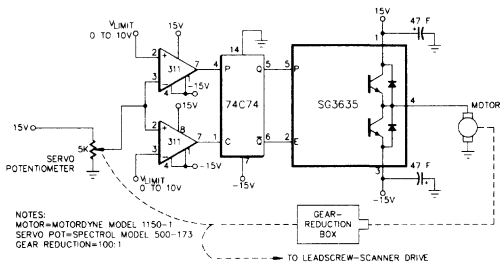 VLIMIT
0 TO 10V
15V
2
+
3
−
311
7
4
1
-15V
15V
2
+
8
3
−
311
7
4
1
-15V
VLIMIT
0 TO 10V
15V
5K
SERVO
POTENTIOMETER
14
4
P
Q
5
74C74
1
C
Q
6
7
-15V
15V
47 F
+
1
5
P
SG3635
4
2
E
3
47 F
+
-15V
MOTOR
GEAR-
REDUCTION
BOX
TO LEADSCREW-SCANNER DRIVE
NOTES:
MOTOR=MOTORDYNE MODEL 1150-1
SERVO POT=SPECTROL MODEL 500-173
GEAR REDUCTION=100:1